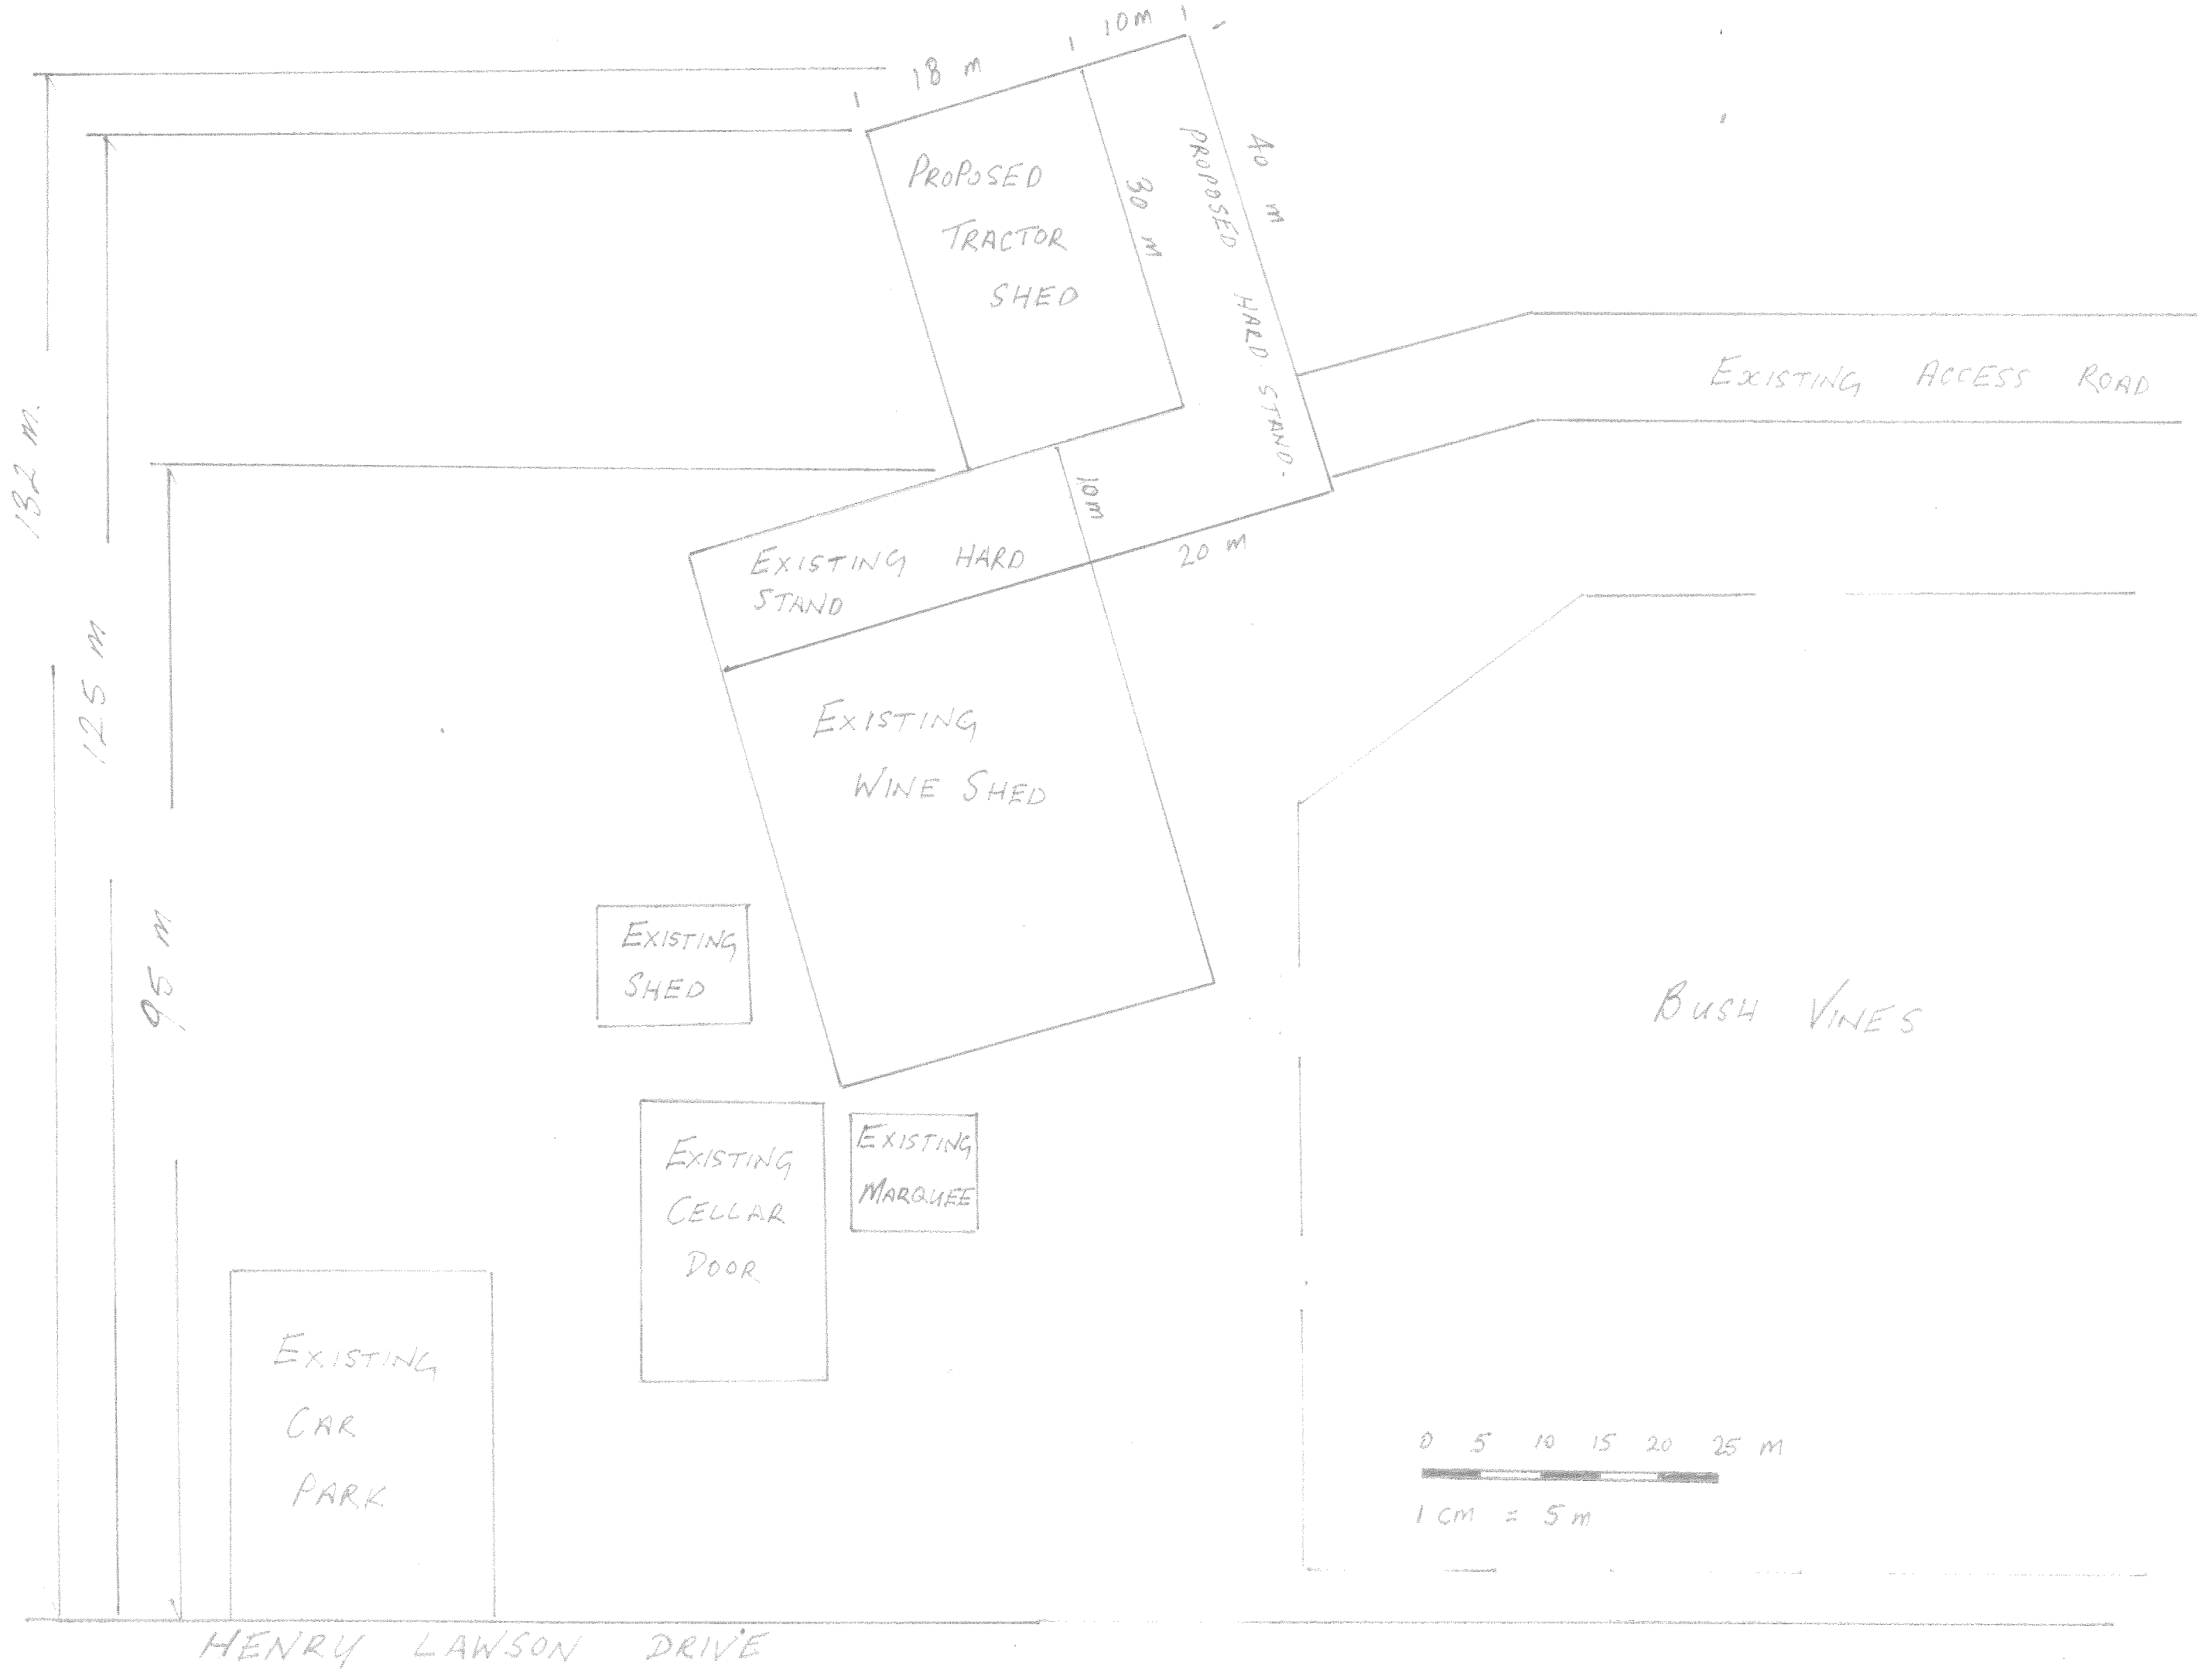 10m
18 m
PROPOSED
TRACTOR
SHED
30 m
PROPOSED HARD STAND.
40 m
EXISTING ACCESS ROAD
132 m.
125 m
95 m
10m
20 m
EXISTING HARD
STAND
EXISTING
WINE SHED
EXISTING
SHED
BUSH VINES
EXISTING
CELLAR
DOOR
EXISTING
MARQUEE
EXISTING
CAR
PARK
0 5 10 15 20 25 m
1 cm = 5 m
HENRY LAWSON DRIVE